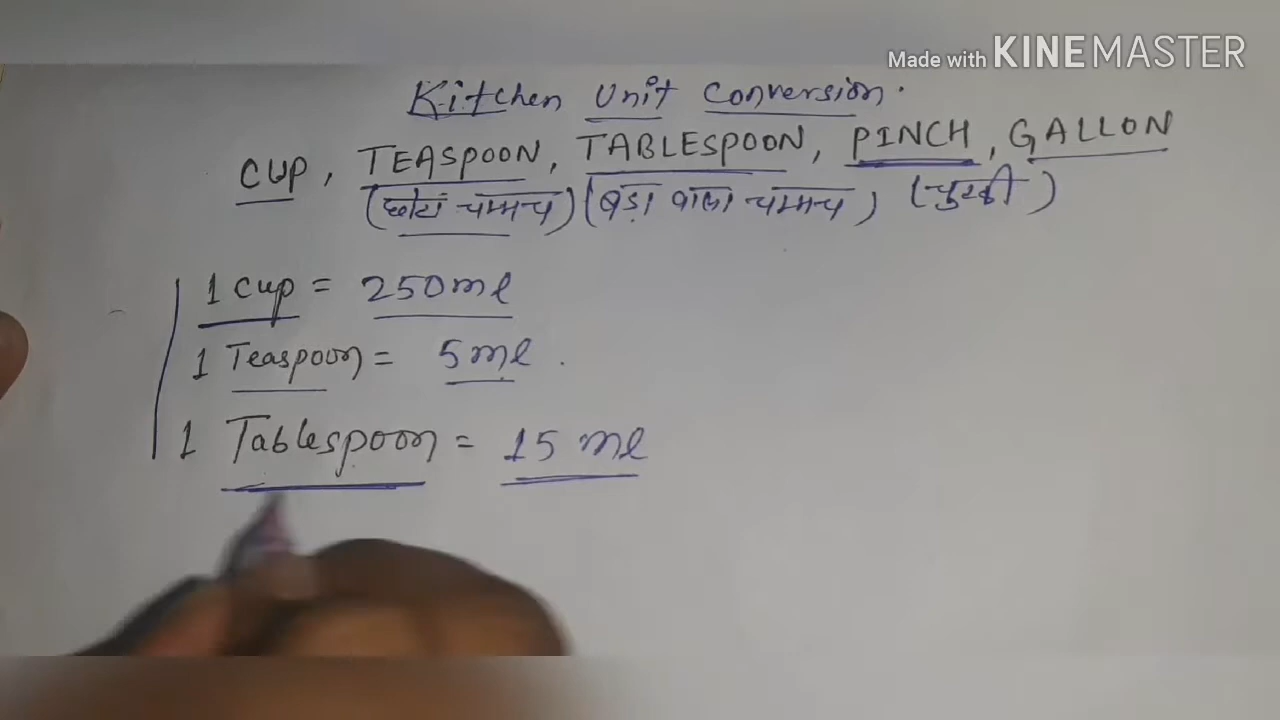 Made with KINEMASTER
Kitchen Unit Conversion.
CUP, TEASPOON, TABLESPOON, PINCH, GALLON
(छोटा चम्मच) (बड़ा वाला चम्मच) (चुटकी)
1 Cup = 250ml
1 Teaspoon = 5ml.
1 Tablespoon = 15 ml